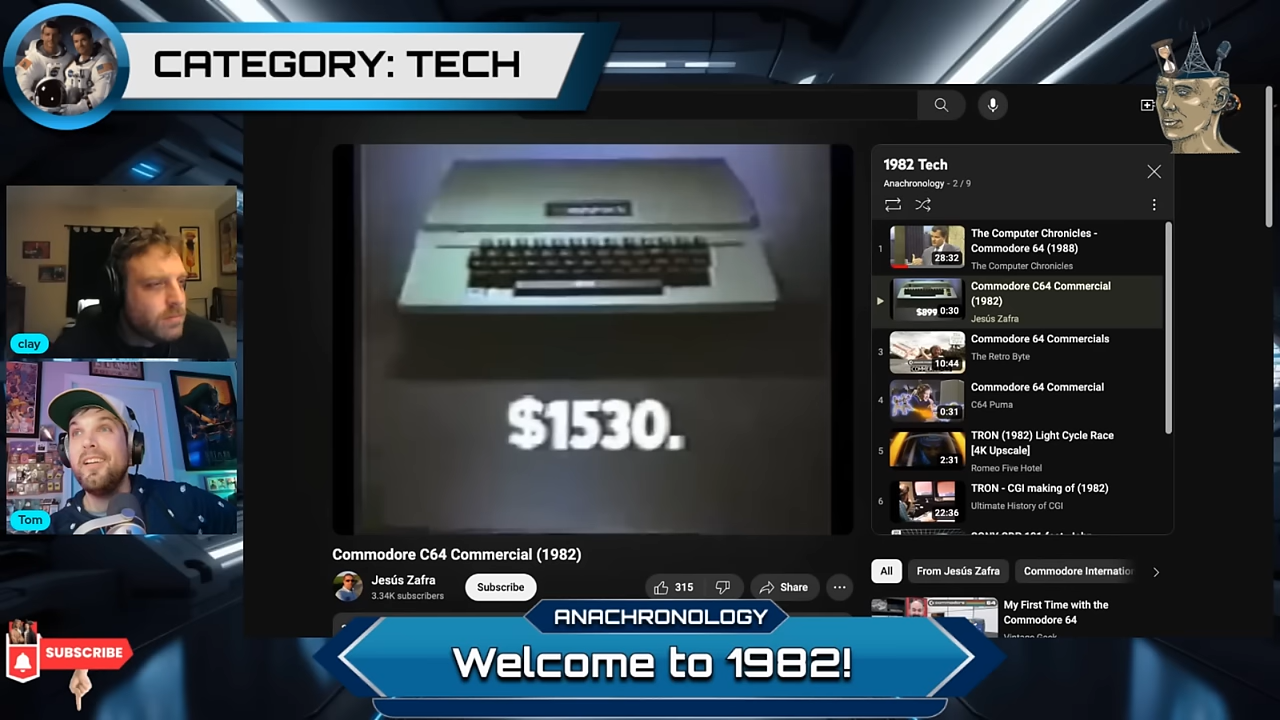 CATEGORY: TECH
1982 Tech
Anachronology - 2 / 9
1
28:32
The Computer Chronicles -
Commodore 64 (1988)
The Computer Chronicles
$899
0:30
Commodore C64 Commercial
(1982)
Jesús Zafra
3
10:44
Commodore 64 Commercials
The Retro Byte
4
0:31
Commodore 64 Commercial
C64 Puma
5
2:31
TRON (1982) Light Cycle Race
[4K Upscale]
Romeo Five Hotel
6
22:36
TRON - CGI making of (1982)
Ultimate History of CGI
clay
Tom
$1530.
Commodore C64 Commercial (1982)
Jesús Zafra
3.34K subscribers
Subscribe
315
Share
All
From Jesús Zafra
Commodore Internatio
My First Time with the
Commodore 64
Vintage Geek
ANACHRONOLOGY
Welcome to 1982!
SUBSCRIBE